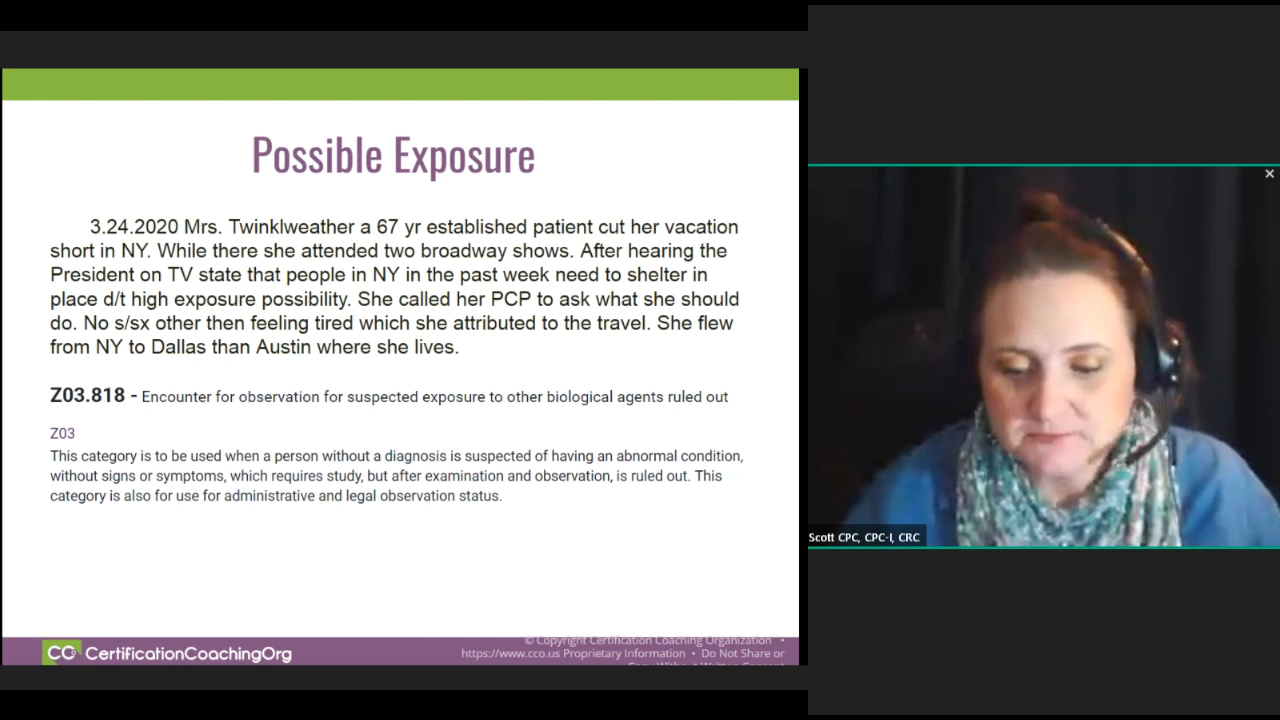 Possible Exposure
3.24.2020 Mrs. Twinklweather a 67 yr established patient cut her vacation
short in NY. While there she attended two broadway shows. After hearing the
President on TV state that people in NY in the past week need to shelter in
place d/t high exposure possibility. She called her PCP to ask what she should
do. No s/sx other then feeling tired which she attributed to the travel. She flew
from NY to Dallas than Austin where she lives.
Z03.818 - Encounter for observation for suspected exposure to other biological agents ruled out
Z03
This category is to be used when a person without a diagnosis is suspected of having an abnormal condition,
without signs or symptoms, which requires study, but after examination and observation, is ruled out. This
category is also for use for administrative and legal observation status.
CCO CertificationCoachingOrg
© Copyright Certification Coaching Organization •
https://www.cco.us Proprietary Information • Do Not Share or
Copy Without Written Consent
Scott CPC, CPC-I, CRC